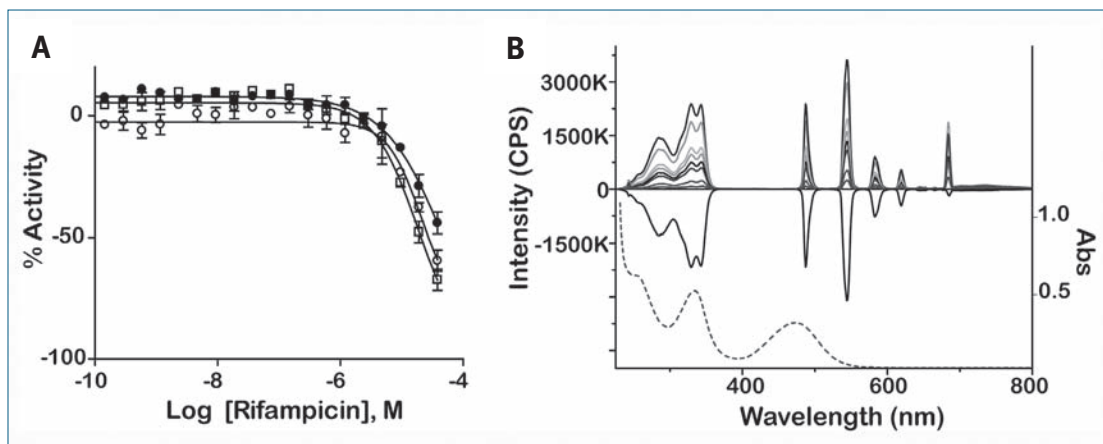 A
0
-50
-100
% Activity
-10
-8
-6
-4
Log [Rifampicin], M
B
3000K
1500K
0
-1500K
Intensity (CPS)
1.0
0.5
Abs
400
600
800
Wavelength (nm)